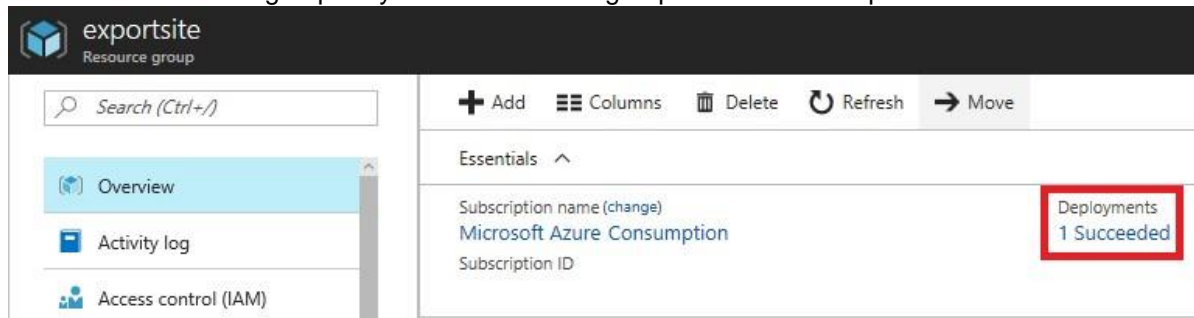 exportsite
Resource group
Search (Ctrl+/)
Overview
Activity log
Access control (IAM)
Add Columns Delete Refresh Move
Essentials
Subscription name (change)
Microsoft Azure Consumption
Subscription ID
Deployments
1 Succeeded